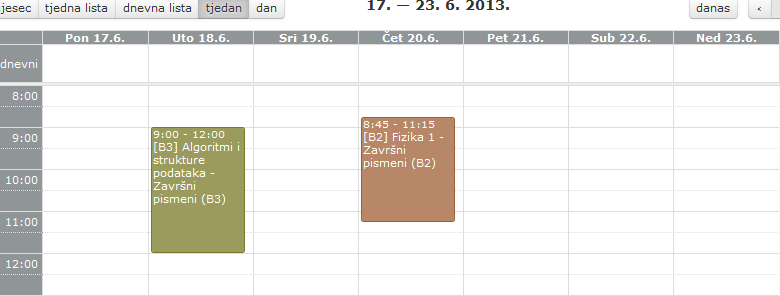 jesec tjedna lista dnevna lista tjedan dan 17. — 23. 6. 2013. danas <
Pon 17.6. Uto 18.6. Sri 19.6. Čet 20.6. Pet 21.6. Sub 22.6. Ned 23.6.
dnevni
8:00
9:00
10:00
11:00
12:00
9:00 - 12:00
[B3] Algoritmi i
strukture
podataka -
Završni
pismeni (B3)
8:45 - 11:15
[B2] Fizika 1 -
Završni
pismeni (B2)